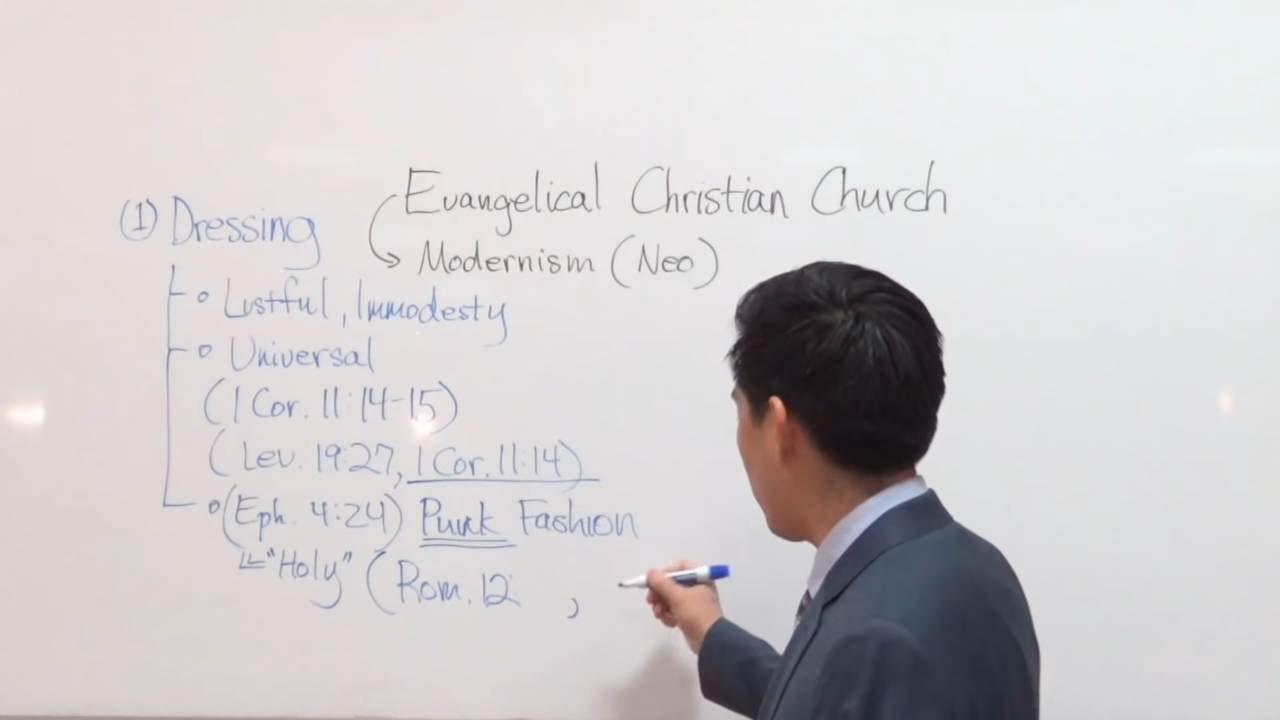 Evangelical Christian Church
Modernism (Neo)
(1) Dressing
Lustful, Immodesty
Universal
(1 Cor. 11:14-15)
(Lev. 19:27, 1 Cor. 11:14)
(Eph. 4:24) Punk Fashion
"Holy" (Rom. 12 ,